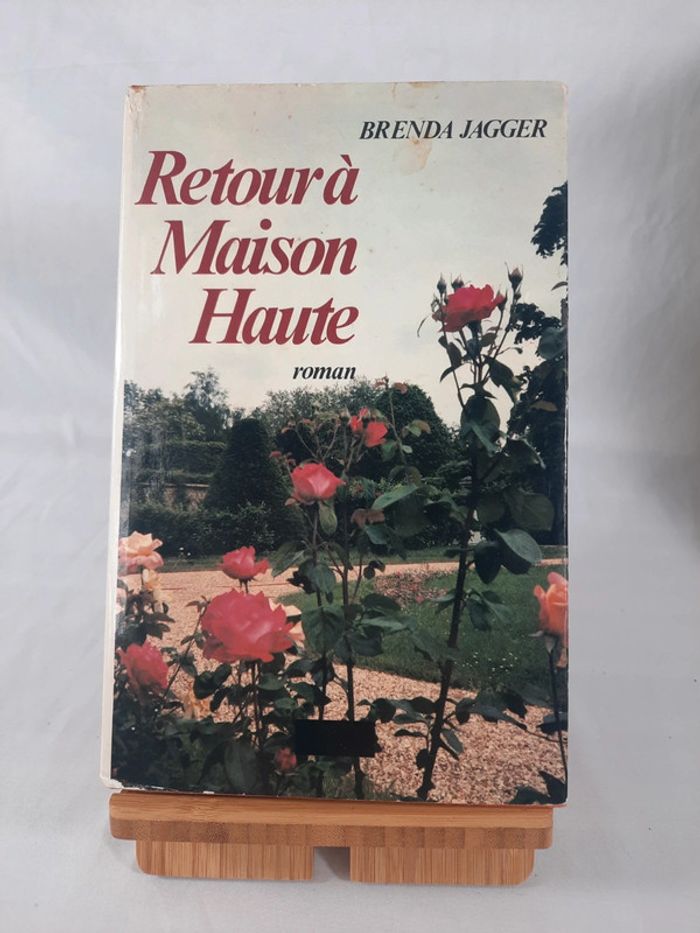 BRENDA JAGGER
Retour à
Maison
Haute
roman